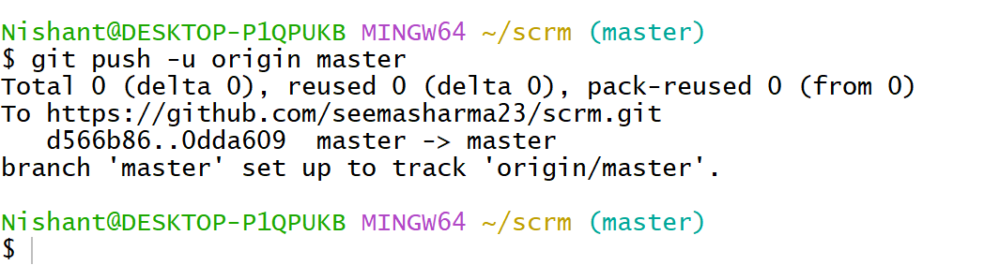 Nishant@DESKTOP-P1QPUKB MINGW64 ~/scrm (master)
$ git push -u origin master
Total 0 (delta 0), reused 0 (delta 0), pack-reused 0 (from 0)
To https://github.com/seemasharma23/scrm.git
   d566b86..0dda609  master -> master
branch 'master' set up to track 'origin/master'.

Nishant@DESKTOP-P1QPUKB MINGW64 ~/scrm (master)
$